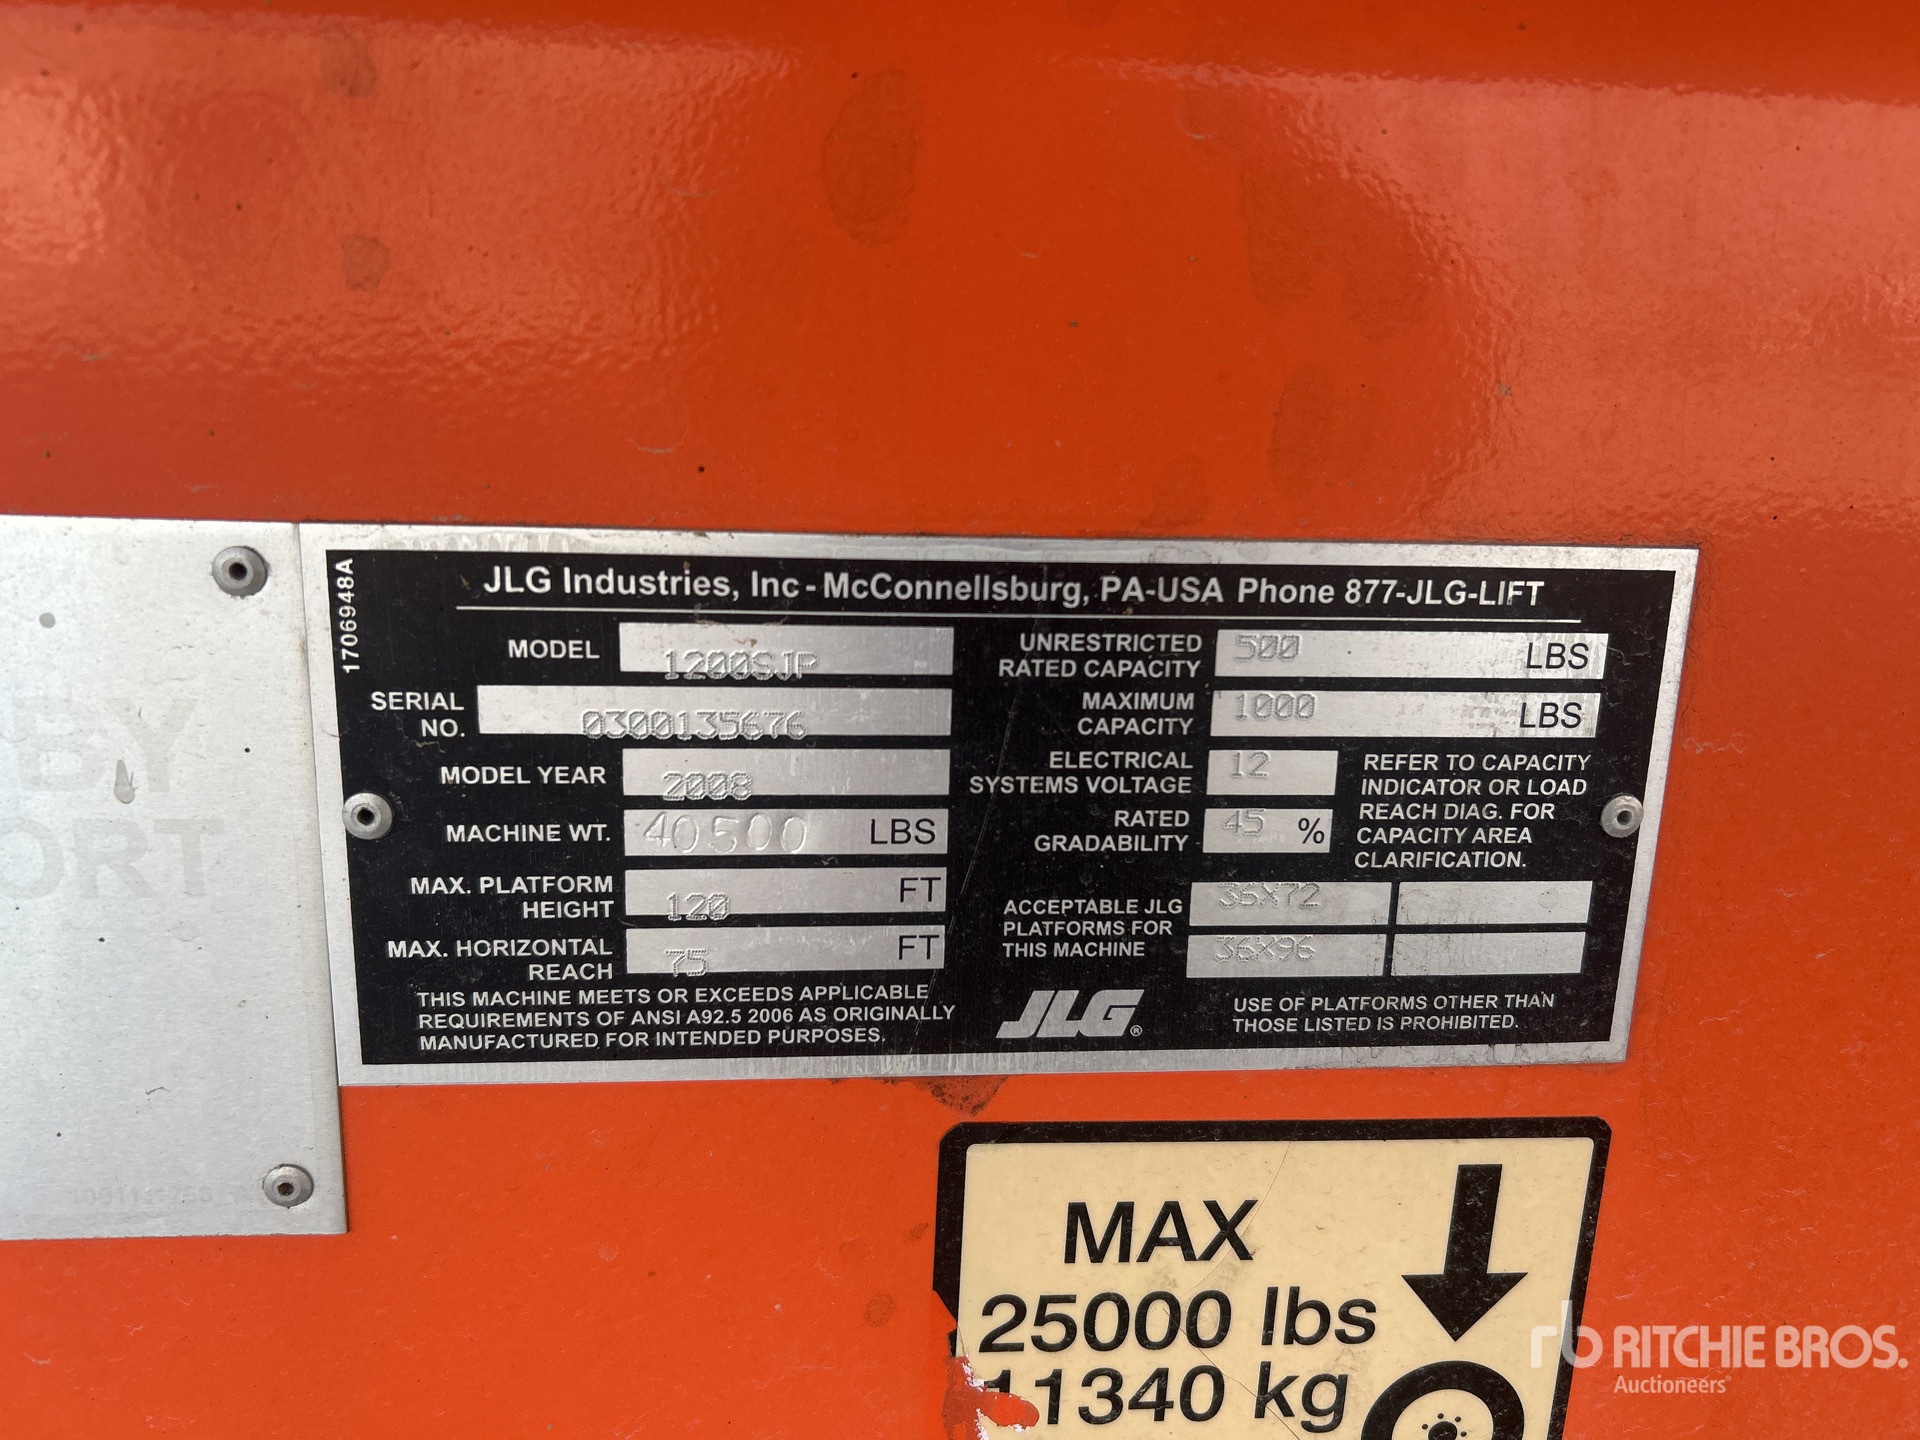 BY
ORT
1706948A
JLG Industries, Inc - McConnellsburg, PA-USA Phone 877-JLG-LIFT
MODEL 1200SJP
SERIAL NO. 0300135676
MODEL YEAR 2008
MACHINE WT. 40500 LBS
MAX. PLATFORM HEIGHT 120 FT
MAX. HORIZONTAL REACH 75 FT
THIS MACHINE MEETS OR EXCEEDS APPLICABLE
REQUIREMENTS OF ANSI A92.5 2006 AS ORIGINALLY
MANUFACTURED FOR INTENDED PURPOSES.
UNRESTRICTED RATED CAPACITY 500 LBS
MAXIMUM CAPACITY 1000 LBS
ELECTRICAL SYSTEMS VOLTAGE 12
RATED GRADABILITY 45 %
REFER TO CAPACITY
INDICATOR OR LOAD
REACH DIAG. FOR
CAPACITY AREA
CLARIFICATION.
ACCEPTABLE JLG
PLATFORMS FOR
THIS MACHINE
36X72
36X96
JLG®
USE OF PLATFORMS OTHER THAN
THOSE LISTED IS PROHIBITED.
MAX
25000 lbs
11340 kg
rb RITCHIE BROS.
Auctioneers